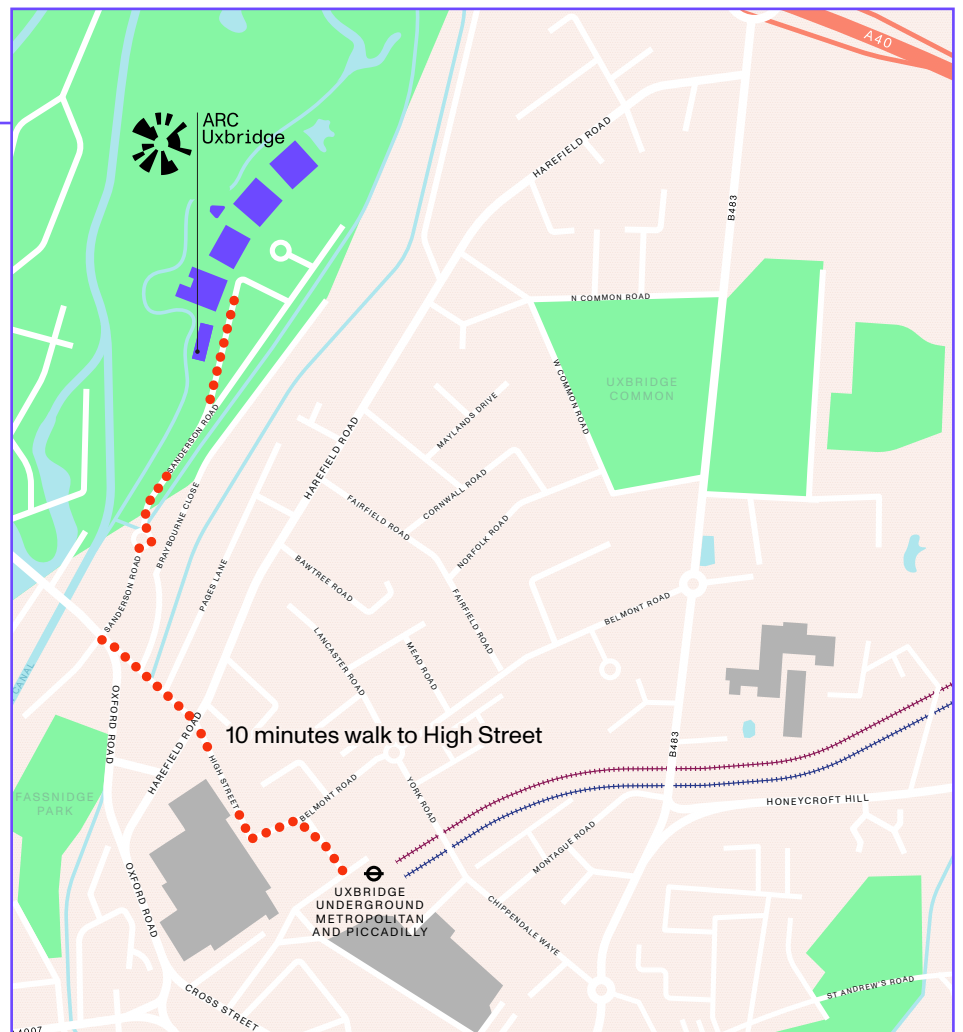 A40
ARC
Uxbridge
HAREFIELD ROAD
B483
N COMMON ROAD
W COMMON ROAD
UXBRIDGE
COMMON
MAYLANDS DRIVE
SANDERSON ROAD
HAREFIELD ROAD
CORNWALL ROAD
FAIRFIELD ROAD
NORFOLK ROAD
BRAYBOURNE CLOSE
SANDERSON ROAD
PAGES LANE
BAWTREE ROAD
FAIRFIELD ROAD
BELMONT ROAD
LANCASTER ROAD
MEAD ROAD
CANAL
OXFORD ROAD
HAREFIELD ROAD
10 minutes walk to High Street
B483
HIGH STREET
BELMONT ROAD
YORK ROAD
FASSNIDGE
PARK
HONEYCROFT HILL
MONTAGUE ROAD
OXFORD ROAD
UXBRIDGE
UNDERGROUND
METROPOLITAN
AND PICCADILLY
CHIPPENDALE WAYE
CROSS STREET
ST ANDREW'S ROAD